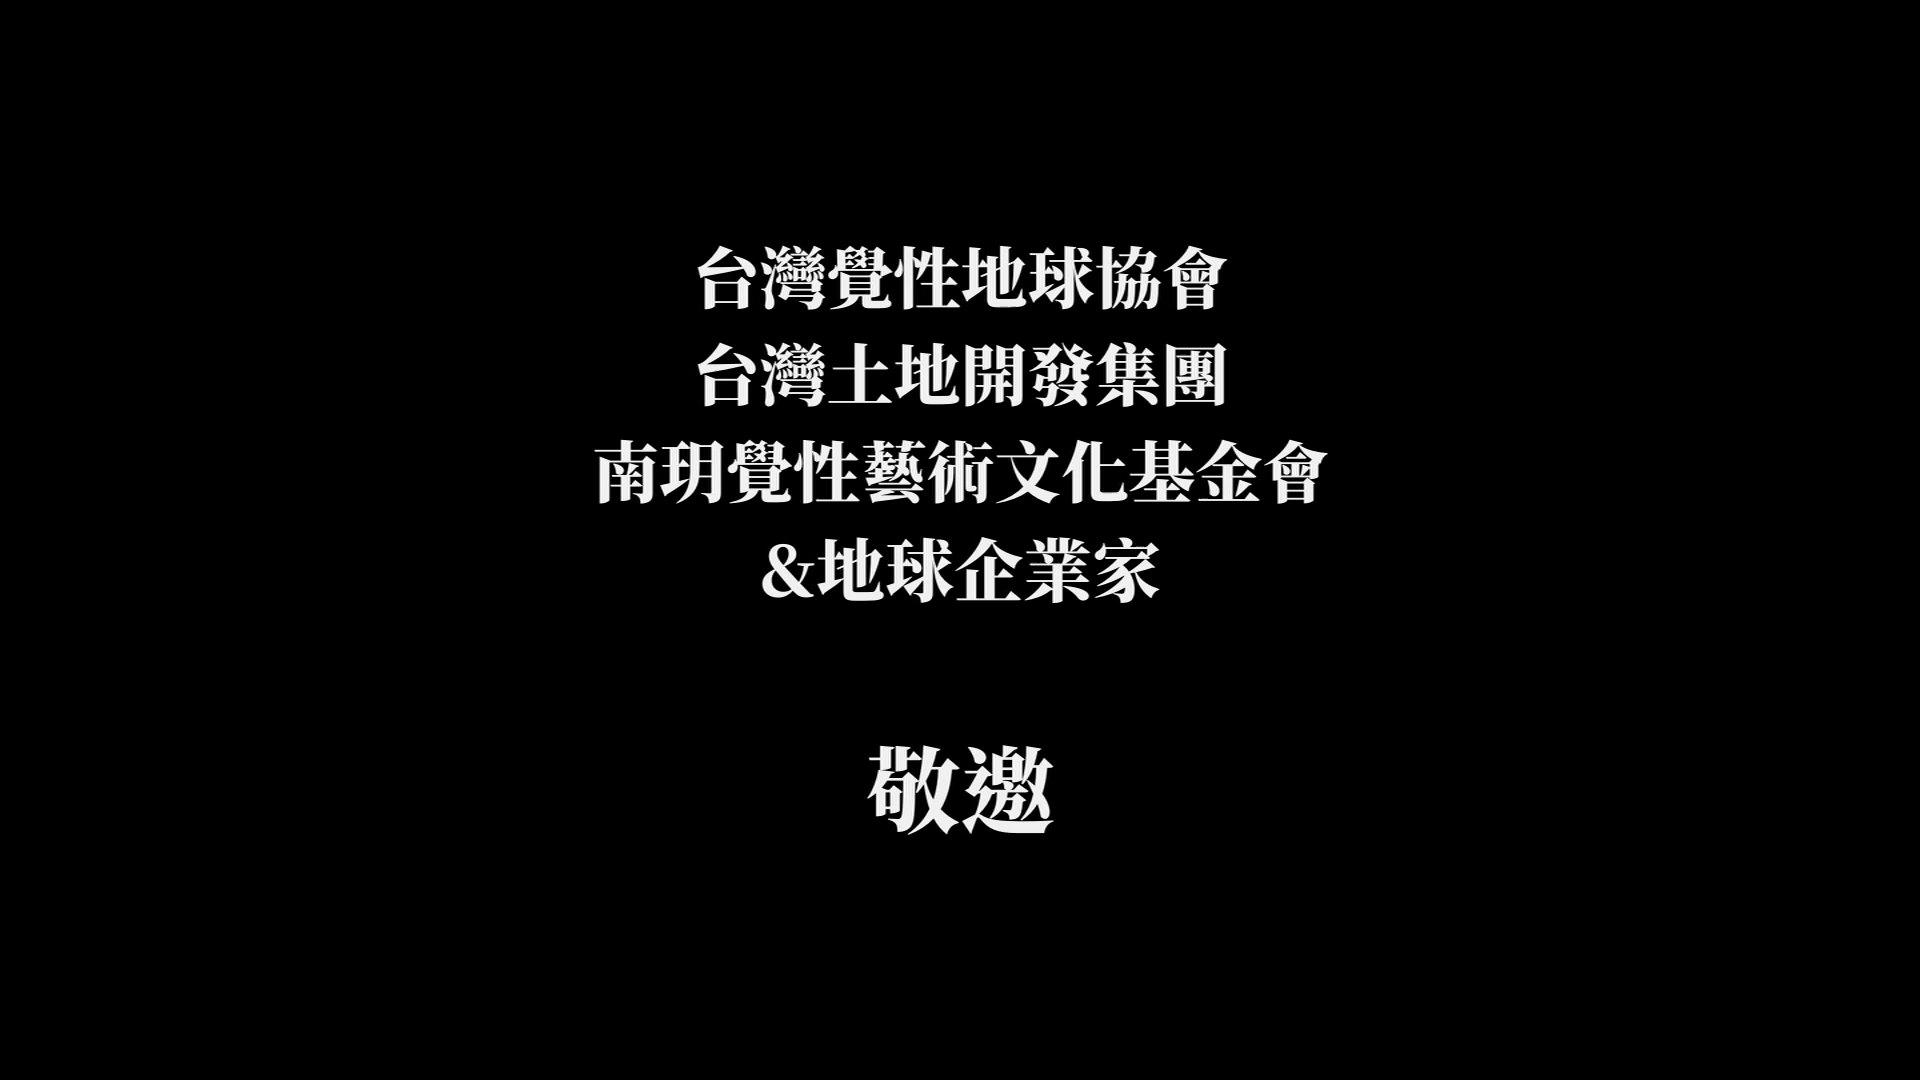 台灣覺性地球協會
台灣土地開發集團
南玥覺性藝術文化基金會
&地球企業家
敬邀